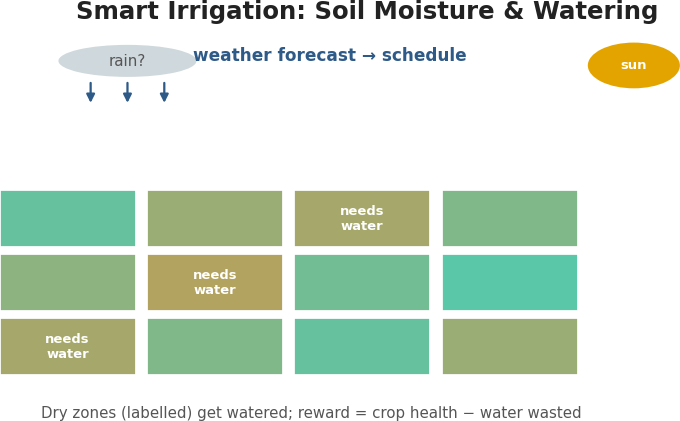 Smart Irrigation: Soil Moisture & Watering
rain?
weather forecast → schedule
sun
needs
water
needs
water
needs
water
Dry zones (labelled) get watered; reward = crop health − water wasted